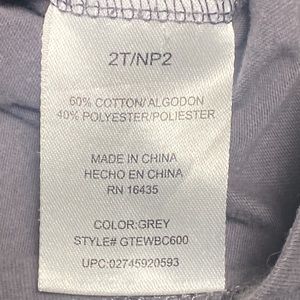 2T/NP2
60% COTTON/ALGODON
40% POLYESTER/POLIESTER
MADE IN CHINA
HECHO EN CHINA
RN 16435
COLOR:GREY
STYLE# GTEWBC600
UPC:02745920593